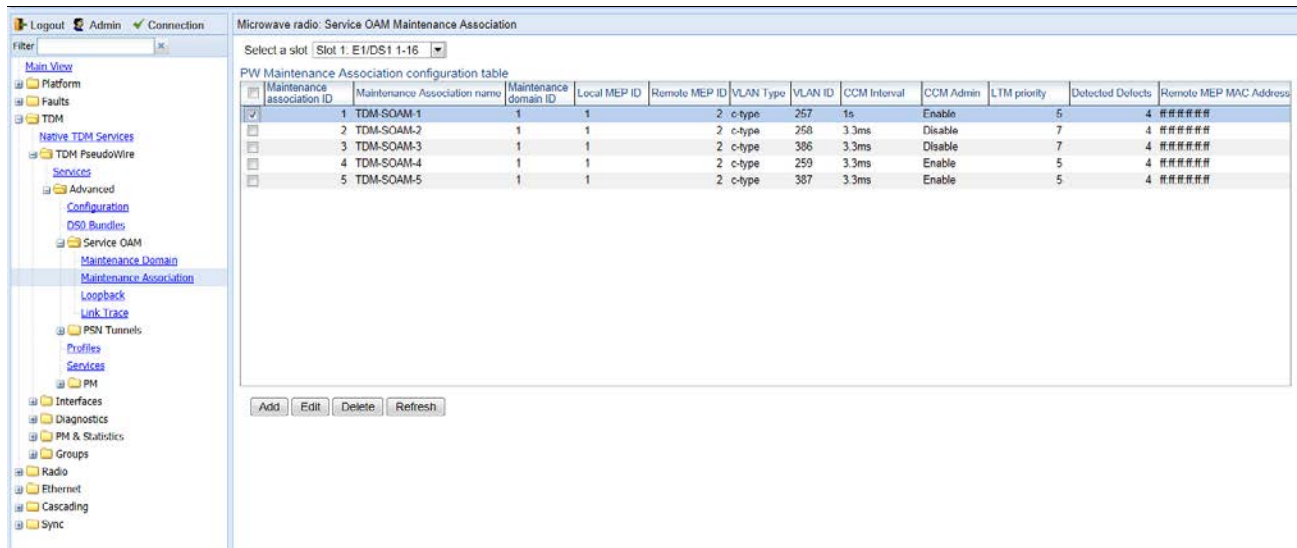 Logout Admin Connection
Microwave radio: Service OAM Maintenance Association
Filter
Select a slot Slot 1: E1/DS1 1-16
Main View
Platform
Faults
TDM
Native TDM Services
TDM PseudoWire
Services
Advanced
Configuration
DS0 Bundles
Service OAM
Maintenance Domain
Maintenance Association
Loopback
Link Trace
PSN Tunnels
Profiles
Services
PM
Interfaces
Diagnostics
PM & Statistics
Groups
Radio
Ethernet
Cascading
Sync
PW Maintenance Association configuration table
Maintenance association ID Maintenance Association name Maintenance domain ID Local MEP ID Remote MEP ID VLAN Type VLAN ID CCM Interval CCM Admin LTM priority Detected Defects Remote MEP MAC Address
1 TDM-SOAM-1 1 1 2 c-type 257 1s Enable 5 4 ff:ff:ff:ff:ff:ff
2 TDM-SOAM-2 1 1 2 c-type 258 3.3ms Disable 7 4 ff:ff:ff:ff:ff:ff
3 TDM-SOAM-3 1 1 2 c-type 386 3.3ms Disable 7 4 ff:ff:ff:ff:ff:ff
4 TDM-SOAM-4 1 1 2 c-type 259 3.3ms Enable 5 4 ff:ff:ff:ff:ff:ff
5 TDM-SOAM-5 1 1 2 c-type 387 3.3ms Enable 5 4 ff:ff:ff:ff:ff:ff
Add Edit Delete Refresh